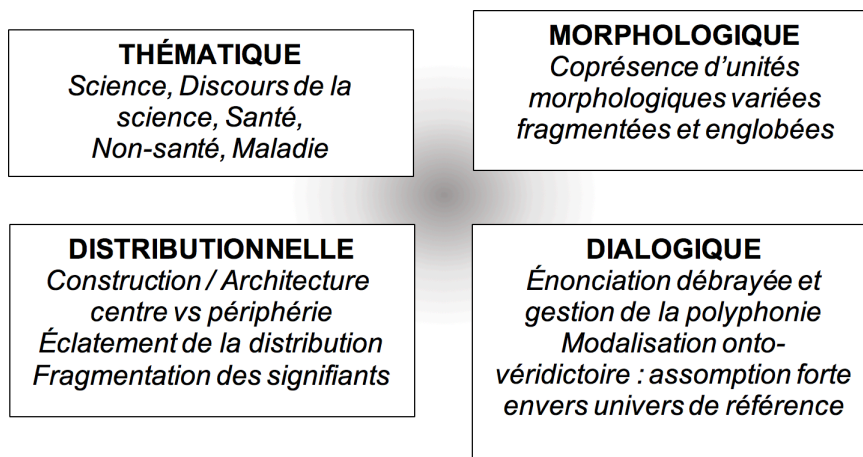 THÉMATIQUE
Science, Discours de la
science, Santé,
Non-santé, Maladie
MORPHOLOGIQUE
Coprésence d’unités
morphologiques variées
fragmentées et englobées
DISTRIBUTIONNELLE
Construction / Architecture
centre vs périphérie
Éclatement de la distribution
Fragmentation des signifiants
DIALOGIQUE
Énonciation débrayée et
gestion de la polyphonie
Modalisation onto-
véridictoire : assomption forte
envers univers de référence